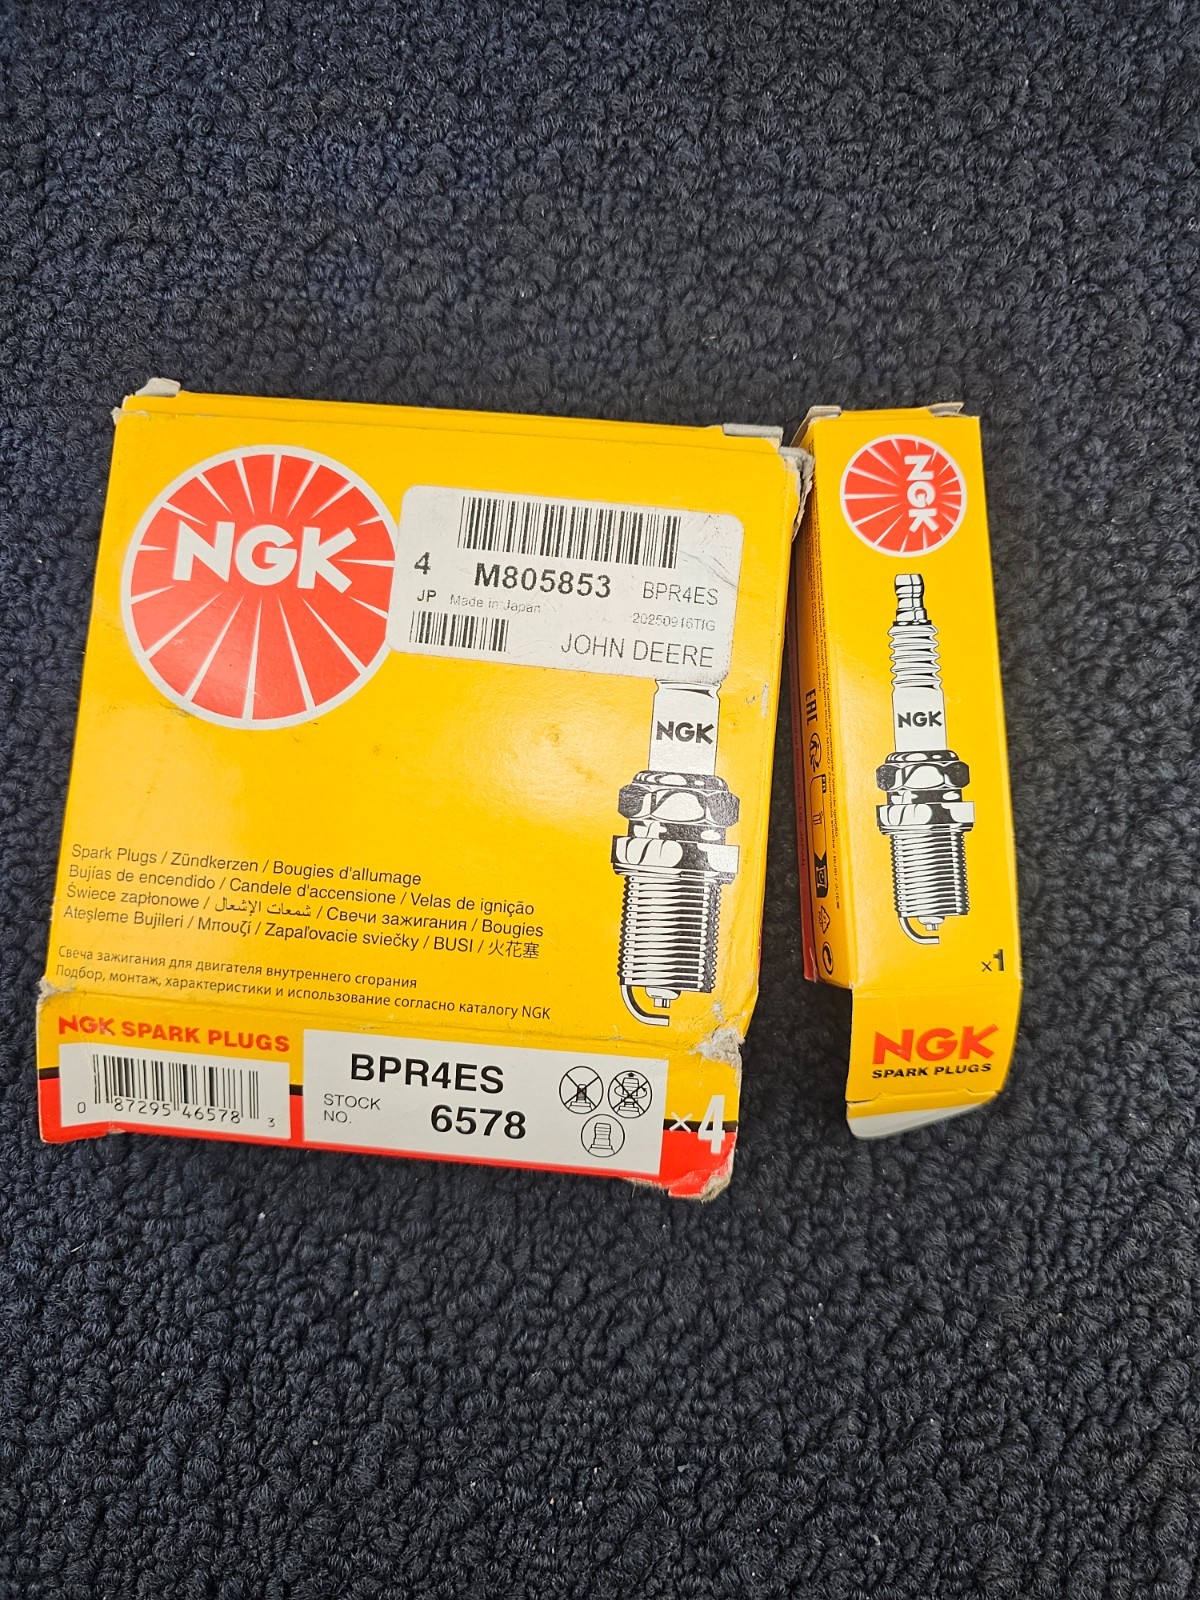 NGK
4 M805853 BPR4ES
JP Made in Japan 20250916TIG
JOHN DEERE
NGK
Spark Plugs / Zündkerzen / Bougies d'allumage
Bujías de encendido / Candele d'accensione / Velas de ignição
Świece zapłonowe / شمعات الإشعال / Свечи зажигания / Bougies
Ateşleme Bujileri / Μπουζί / Zapaľovacie sviečky / BUSI / 火花塞
Свеча зажигания для двигателя внутреннего сгорания
Подбор, монтаж, характеристики и использование согласно каталогу NGK
NGK SPARK PLUGS
0 87295 46578 3
BPR4ES
STOCK
NO. 6578
×4
NGK
NGK
EAC
×1
NGK
SPARK PLUGS